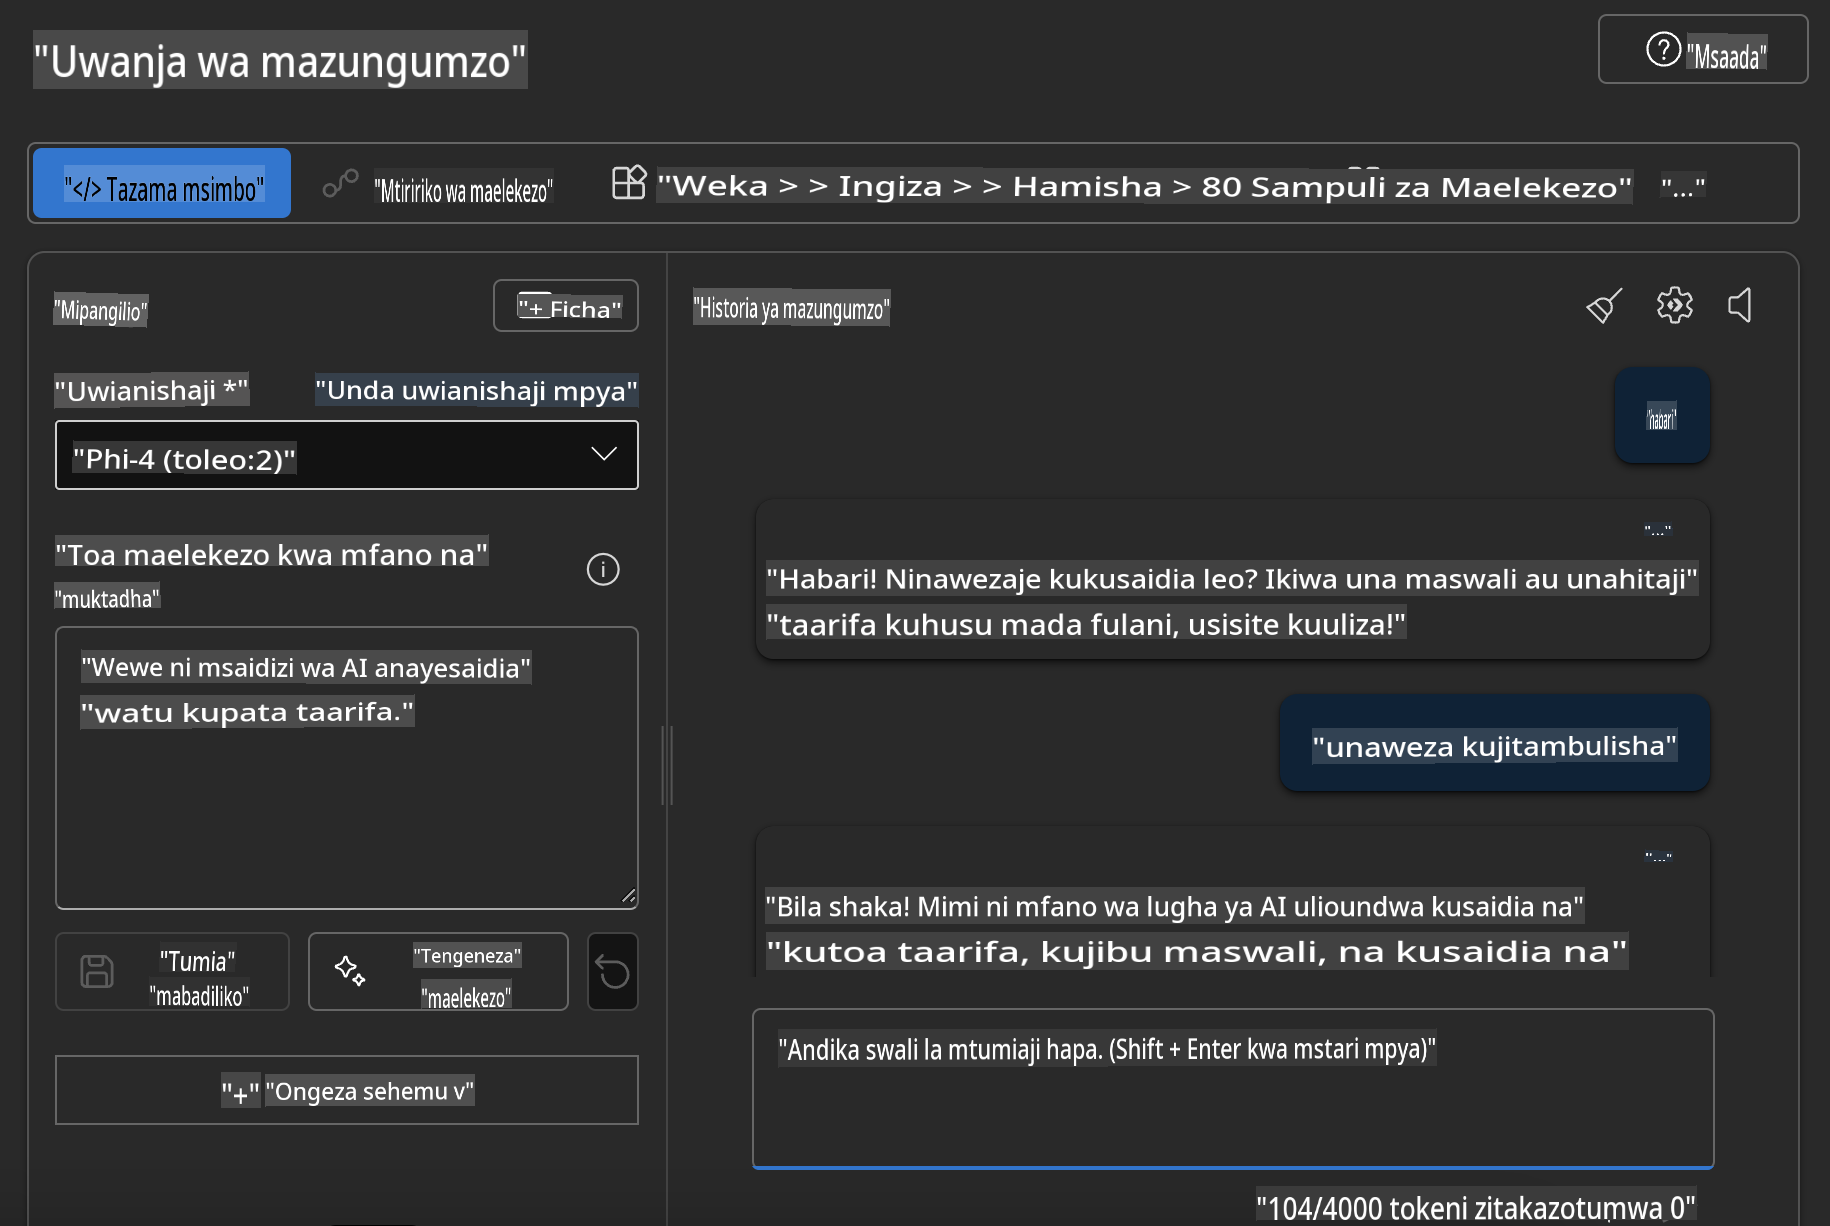 "Uwanja wa mazungumzo"
"Msaada"
"</> Tazama msimbo"
"Mtiririko wa maelekezo"
"Weka > > Ingiza > > Hamisha > 80 Sampuli za Maelekezo"
"..."
"Mipangilio"
"+ Ficha"
"Uwianishaji *"
"Unda uwianishaji mpya"
"Phi-4 (toleo:2)"
"Toa maelekezo kwa mfano na"
"muktadha"
"Wewe ni msaidizi wa AI anayesaidia"
"watu kupata taarifa."
"Tumia"
"mabadiliko"
"Tengeneza"
"maelekezo"
"+" "Ongeza sehemu v"
"Historia ya mazungumzo"
"habari"
"..."
"Habari! Ninawezaje kukusaidia leo? Ikiwa una maswali au unahitaji"
"taarifa kuhusu mada fulani, usisite kuuliza!"
"unaweza kujitambulisha"
"..."
"Bila shaka! Mimi ni mfano wa lugha ya AI ulioundwa kusaidia na"
"kutoa taarifa, kujibu maswali, na kusaidia na"
"Andika swali la mtumiaji hapa. (Shift + Enter kwa mstari mpya)"
"104/4000 tokeni zitakazotumwa 0"